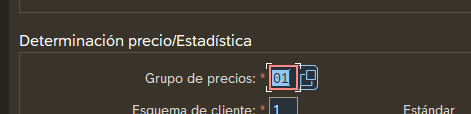 Determinación precio/Estadística
Grupo de precios: * 01
Esquema de cliente: * 1 Estándar